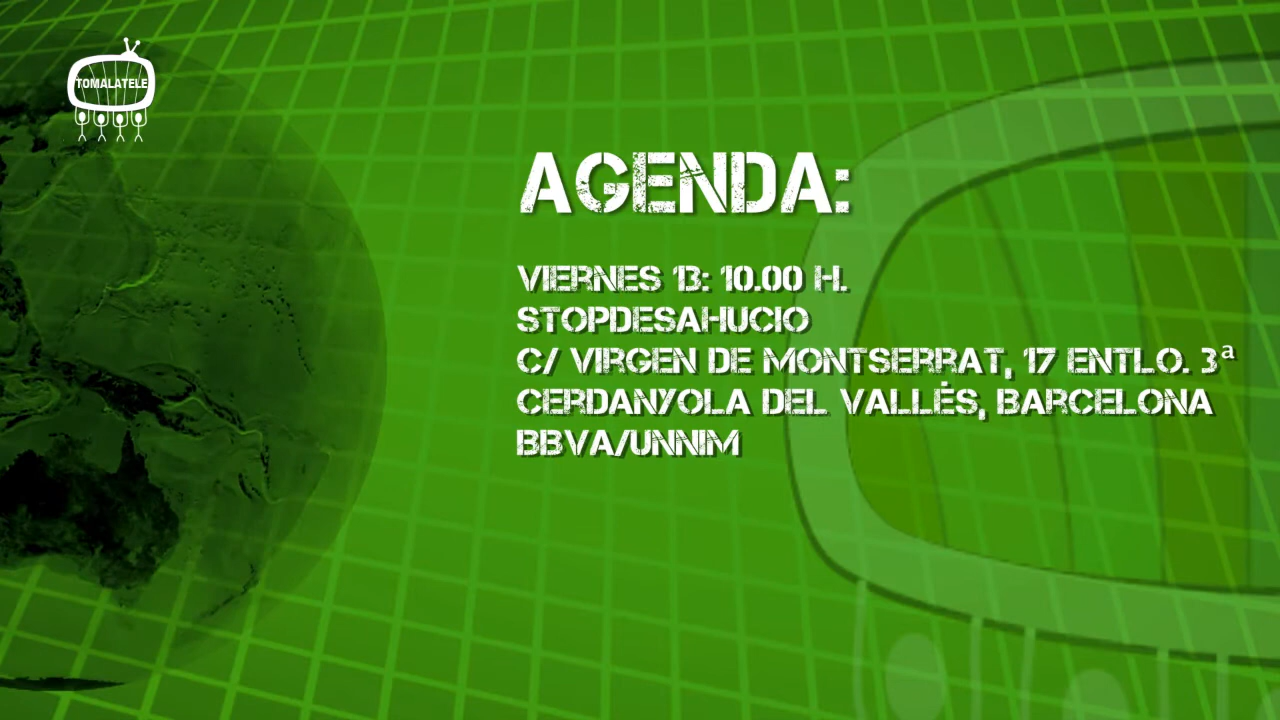 TOMALATELE
AGENDA:
VIERNES 13: 10.00 H.
STOPDESAHUCIO
C/ VIRGEN DE MONTSERRAT, 17 ENTLO. 3ª
CERDANYOLA DEL VALLÈS, BARCELONA
BBVA/UNNIM